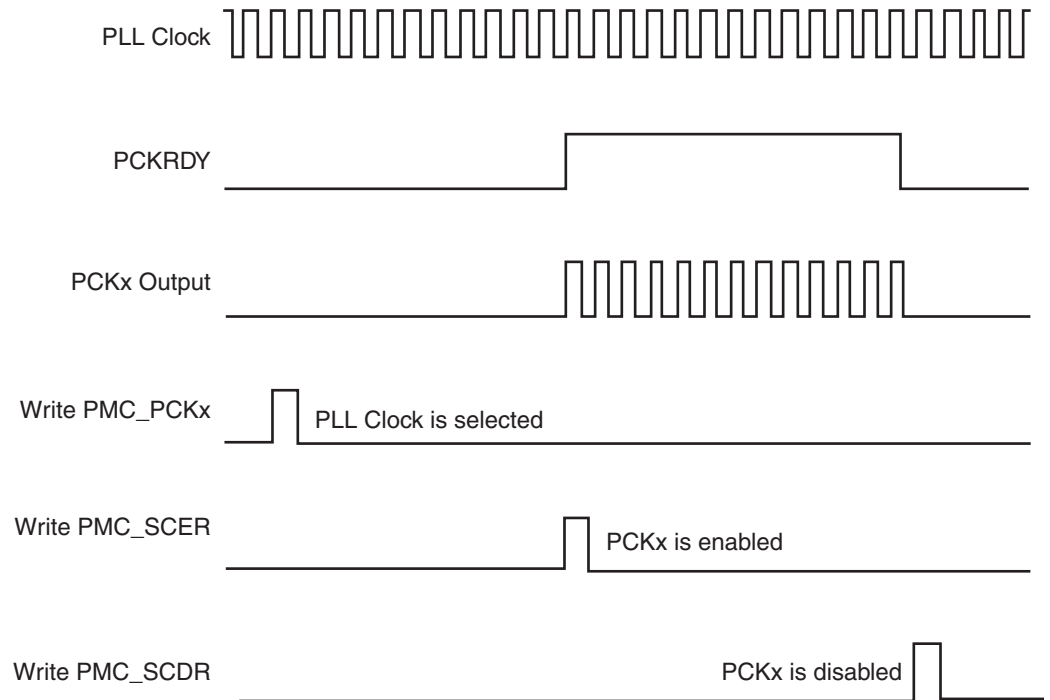 PLL Clock
PCKRDY
PCKx Output
Write PMC_PCKx
PLL Clock is selected
Write PMC_SCER
PCKx is enabled
Write PMC_SCDR
PCKx is disabled